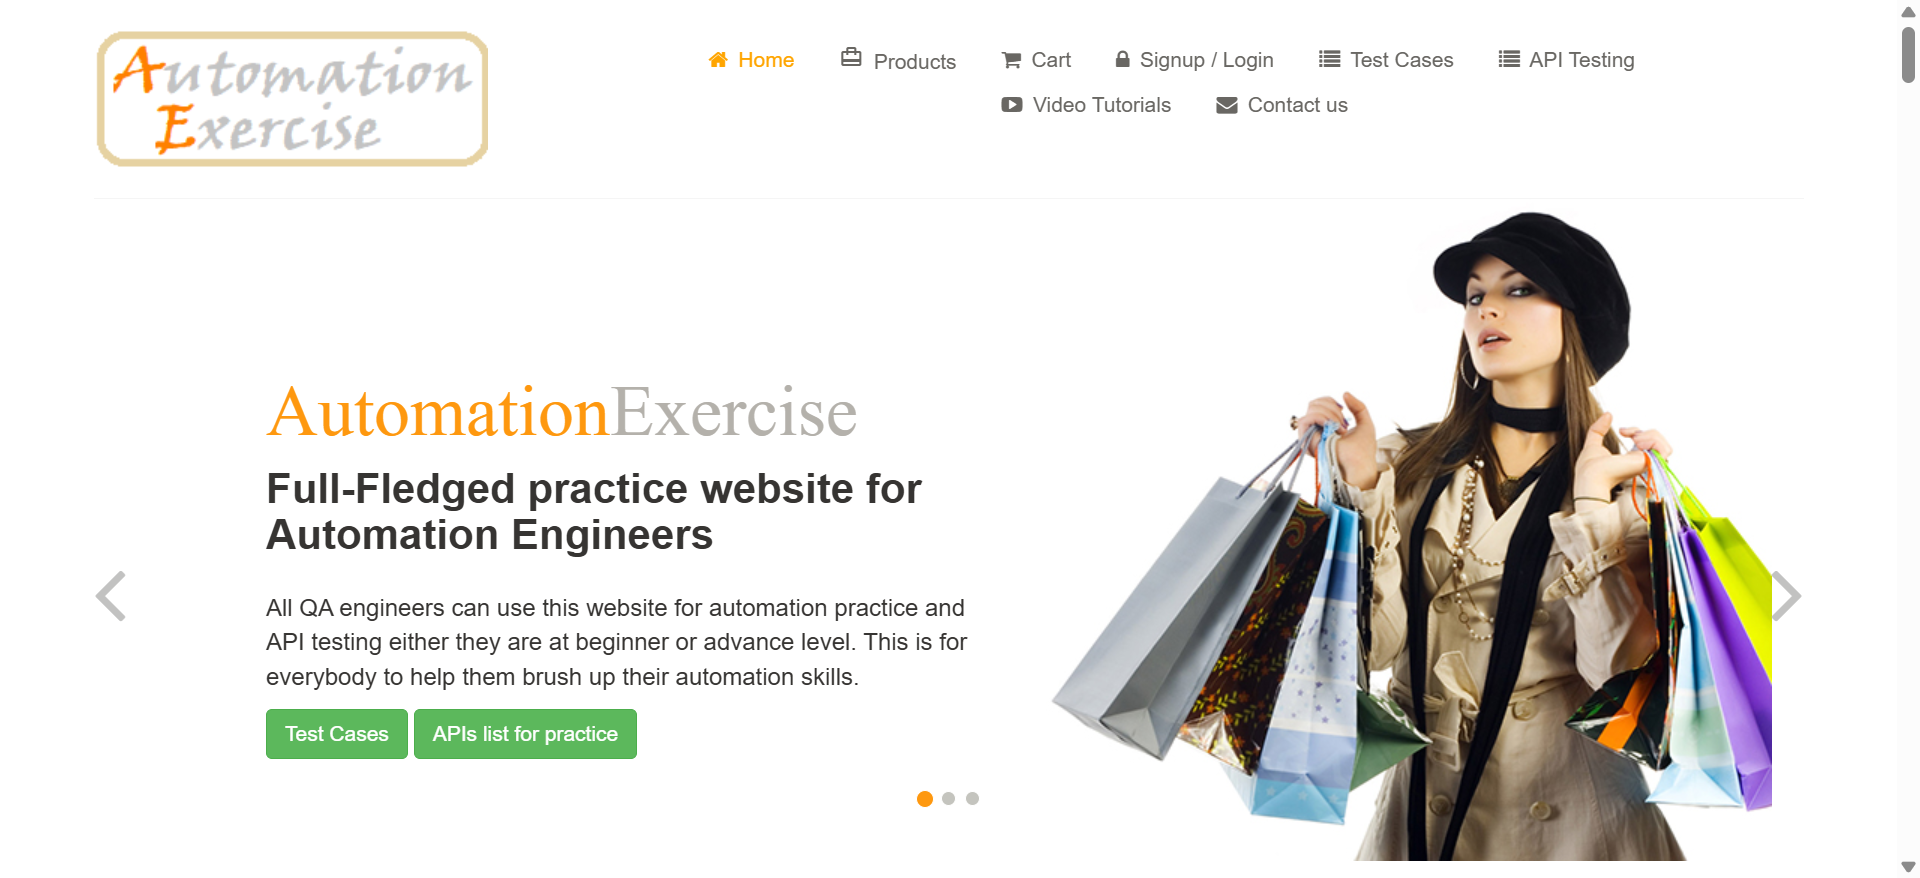 Automation
Exercise
Home Products Cart Signup / Login Test Cases API Testing
Video Tutorials Contact us
AutomationExercise
Full-Fledged practice website for
Automation Engineers
All QA engineers can use this website for automation practice and
API testing either they are at beginner or advance level. This is for
everybody to help them brush up their automation skills.
Test Cases APIs list for practice